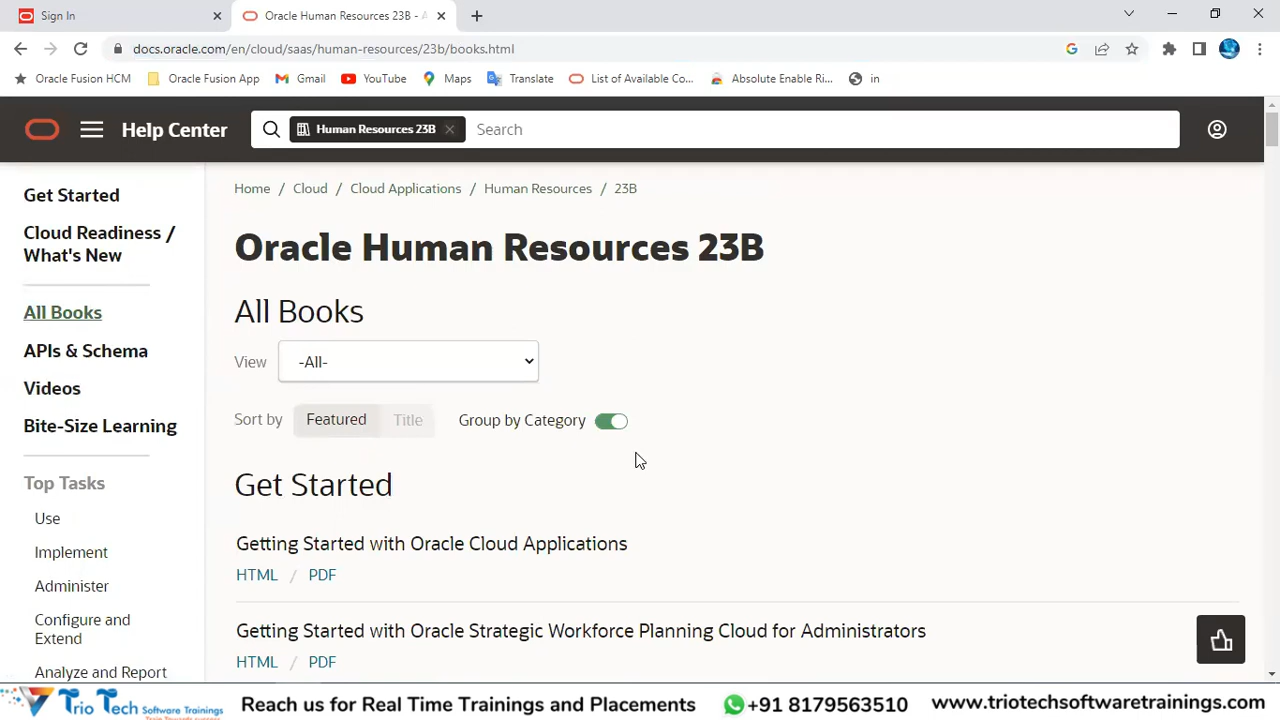 Sign In
Oracle Human Resources 23B - A
docs.oracle.com/en/cloud/saas/human-resources/23b/books.html
Oracle Fusion HCM
Oracle Fusion App
Gmail
YouTube
Maps
Translate
List of Available Co...
Absolute Enable Ri...
in
Help Center
Human Resources 23B
Search
Get Started
Cloud Readiness /
What's New
All Books
APIs & Schema
Videos
Bite-Size Learning
Top Tasks
Use
Implement
Administer
Configure and
Extend
Analyze and Report
Home / Cloud / Cloud Applications / Human Resources / 23B
Oracle Human Resources 23B
All Books
View -All-
Sort by Featured Title Group by Category
Get Started
Getting Started with Oracle Cloud Applications
HTML / PDF
Getting Started with Oracle Strategic Workforce Planning Cloud for Administrators
HTML / PDF
Trio Tech Software Trainings
Reach us for Real Time Trainings and Placements
+91 8179563510
www.triotechsoftwaretrainings.com